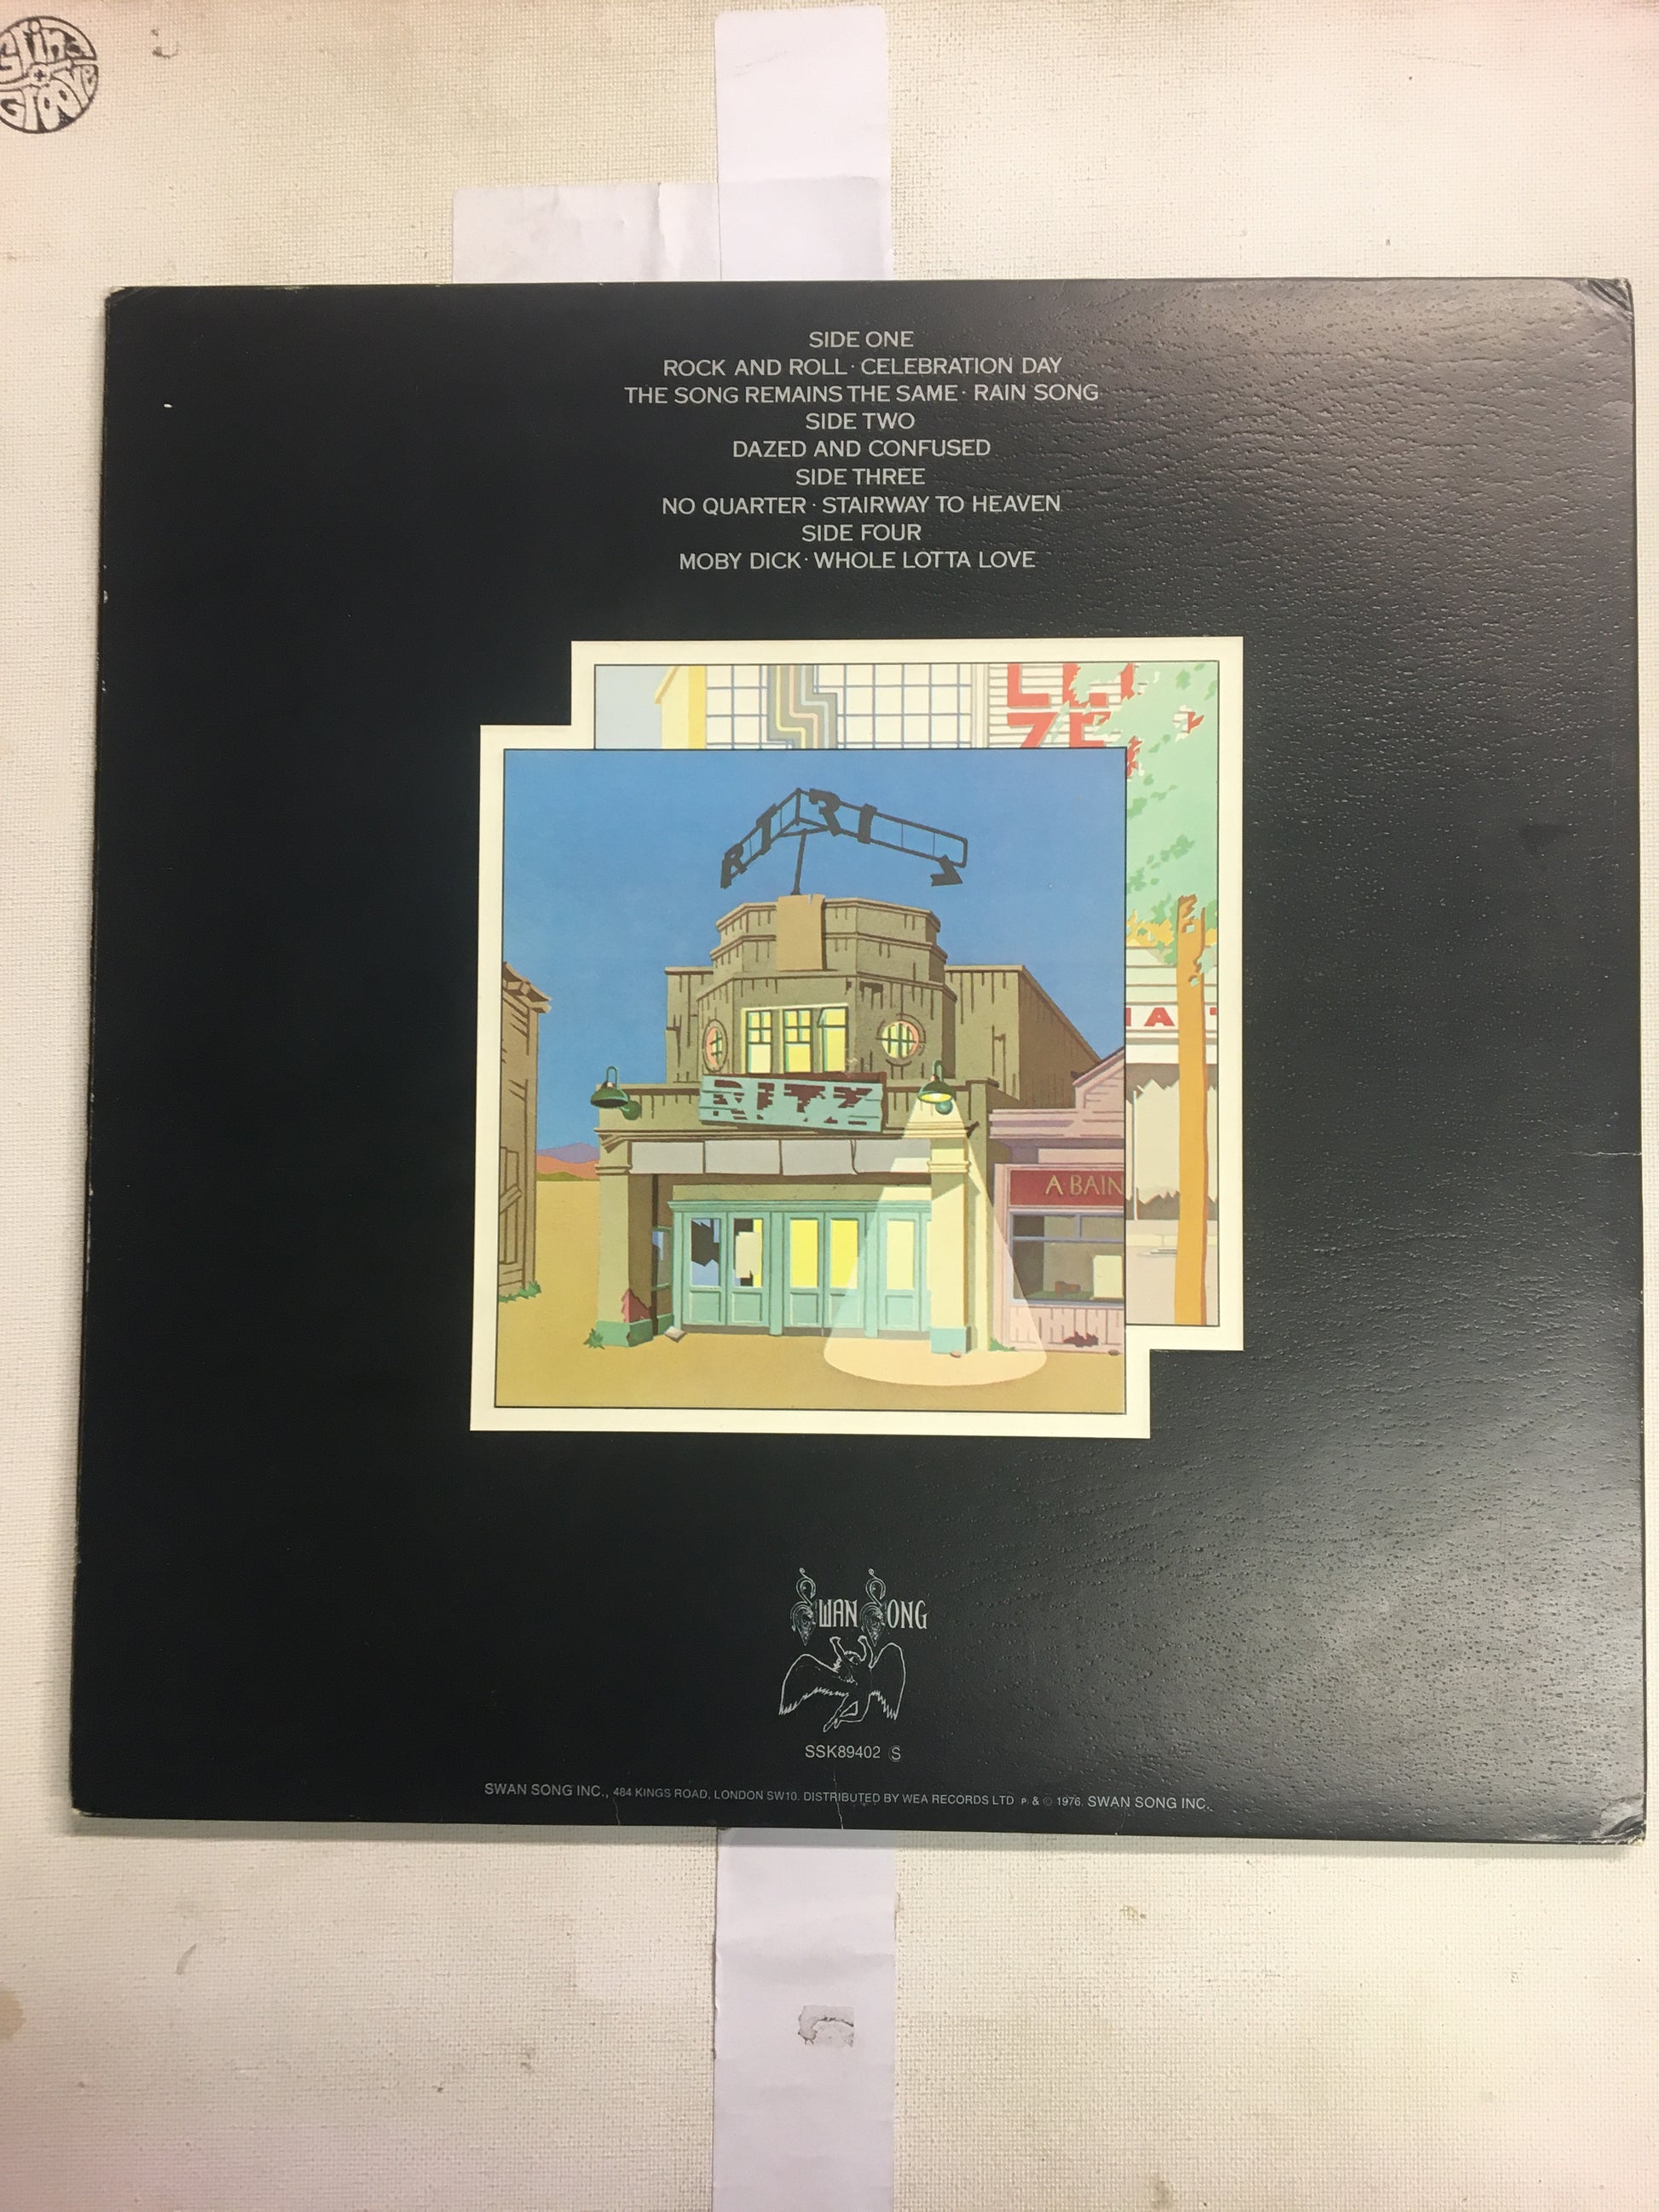 Sling
GROOVE
SIDE ONE
ROCK AND ROLL · CELEBRATION DAY
THE SONG REMAINS THE SAME · RAIN SONG
SIDE TWO
DAZED AND CONFUSED
SIDE THREE
NO QUARTER · STAIRWAY TO HEAVEN
SIDE FOUR
MOBY DICK · WHOLE LOTTA LOVE
RITZ
A BAIN
SWAN SONG
SSK89402 Ⓢ
SWAN SONG INC., 484 KINGS ROAD, LONDON SW10. DISTRIBUTED BY WEA RECORDS LTD P & © 1976 SWAN SONG INC.